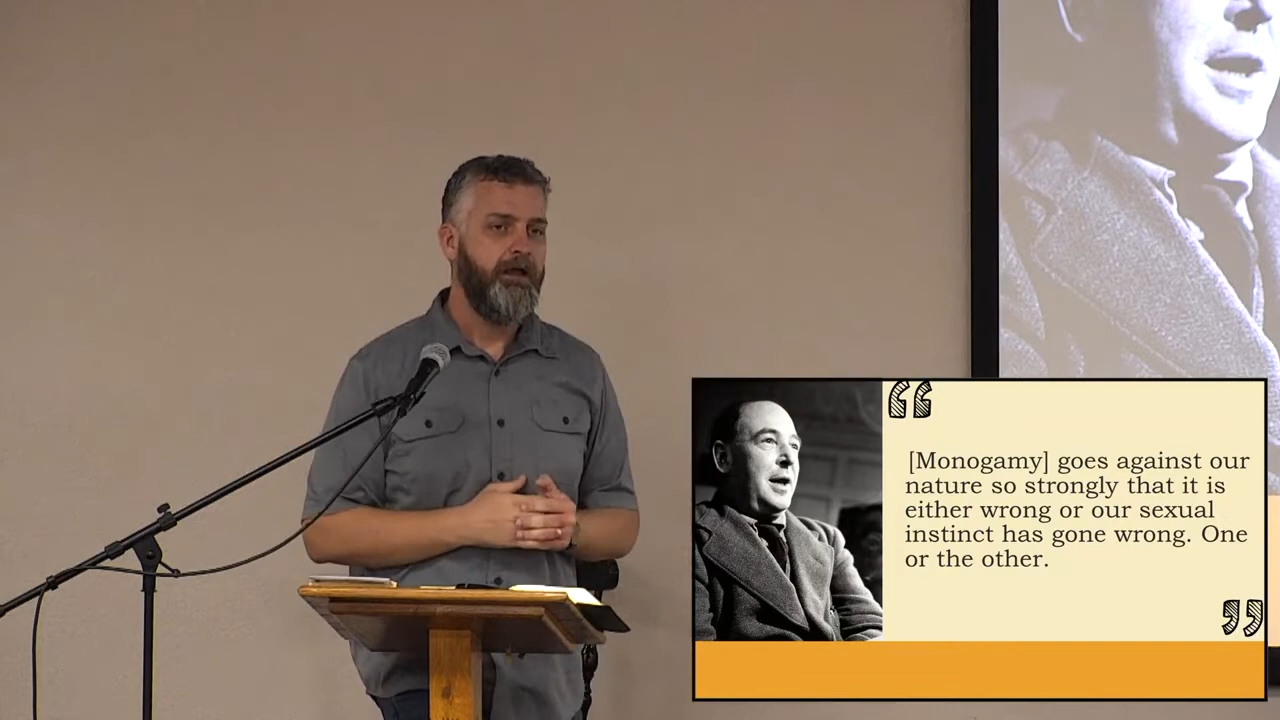 “
[Monogamy] goes against our
nature so strongly that it is
either wrong or our sexual
instinct has gone wrong. One
or the other.
”